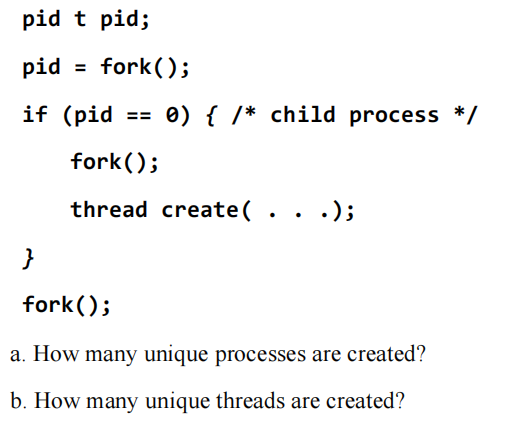 pid t pid;
pid = fork();
if (pid == 0) { /* child process */
fork();
thread create( . . .);
}
fork();
a. How many unique processes are created?
b. How many unique threads are created?